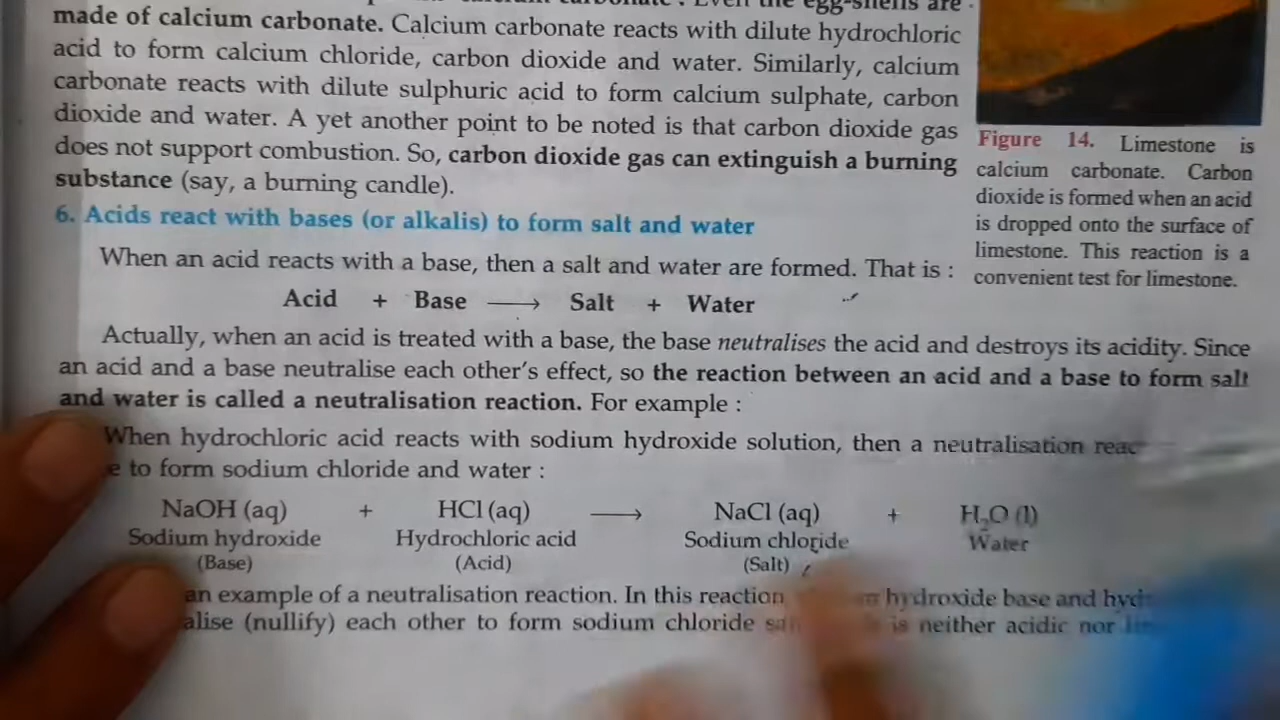 made of calcium carbonate. Calcium carbonate reacts with dilute hydrochloric
acid to form calcium chloride, carbon dioxide and water. Similarly, calcium
carbonate reacts with dilute sulphuric acid to form calcium sulphate, carbon
dioxide and water. A yet another point to be noted is that carbon dioxide gas
does not support combustion. So, carbon dioxide gas can extinguish a burning
substance (say, a burning candle).
Figure 14. Limestone is
calcium carbonate. Carbon
dioxide is formed when an acid
is dropped onto the surface of
limestone. This reaction is a
convenient test for limestone.
6. Acids react with bases (or alkalis) to form salt and water
When an acid reacts with a base, then a salt and water are formed. That is :
Acid + Base ⟶ Salt + Water
Actually, when an acid is treated with a base, the base neutralises the acid and destroys its acidity. Since
an acid and a base neutralise each other's effect, so the reaction between an acid and a base to form salt
and water is called a neutralisation reaction. For example :
When hydrochloric acid reacts with sodium hydroxide solution, then a neutralisation
to form sodium chloride and water :
NaOH (aq) + HCl (aq) ⟶ NaCl (aq) + H₂O (l)
Sodium hydroxide Hydrochloric acid Sodium chloride Water
(Base) (Acid) (Salt)
an example of a neutralisation reaction. In this reaction hydroxide base and
(nullify) each other to form sodium chloride is neither acidic nor